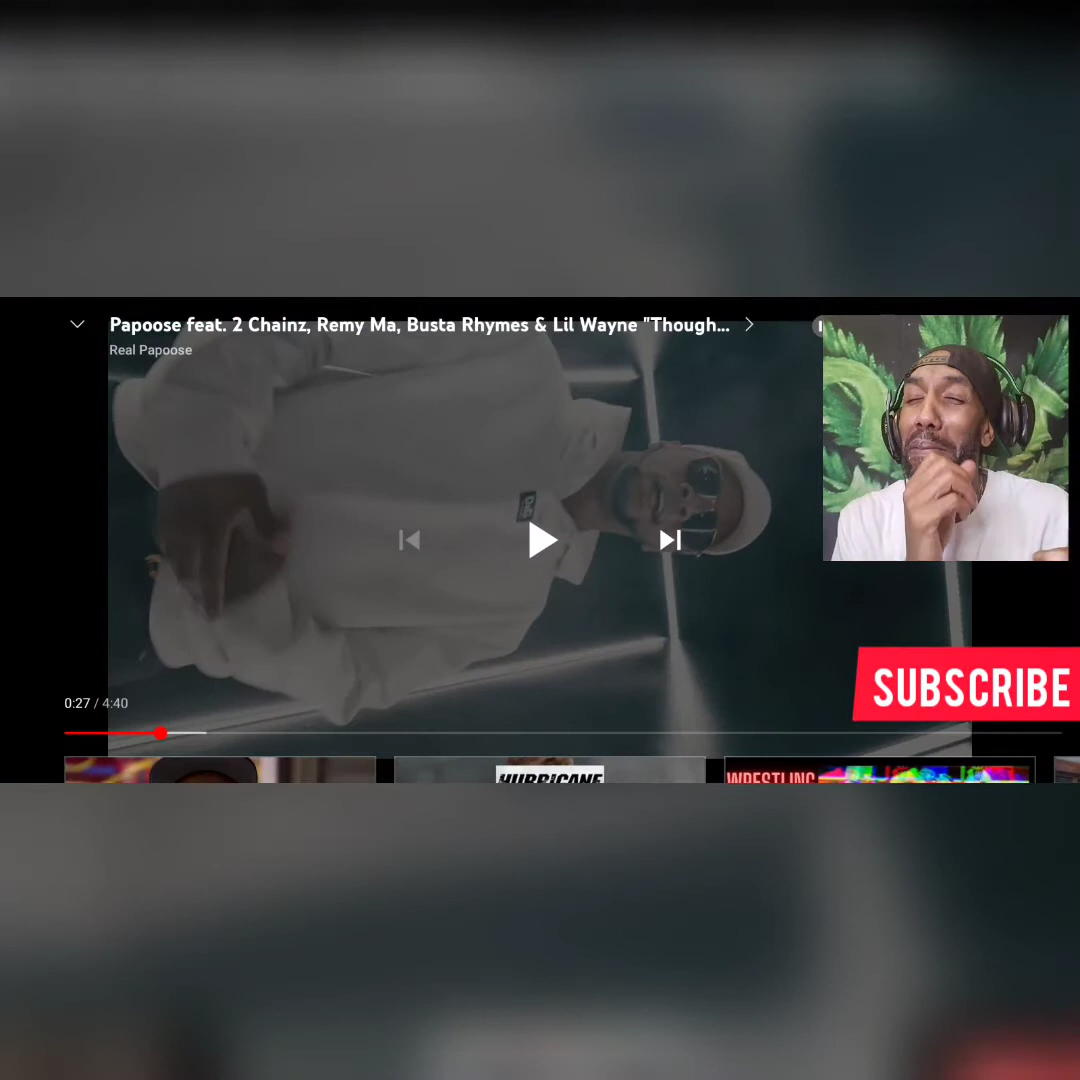 Papoose feat. 2 Chainz, Remy Ma, Busta Rhymes & Lil Wayne "Though...
Real Papoose
SUBSCRIBE
0:27 / 4:40
HURRICANE
WRESTLING